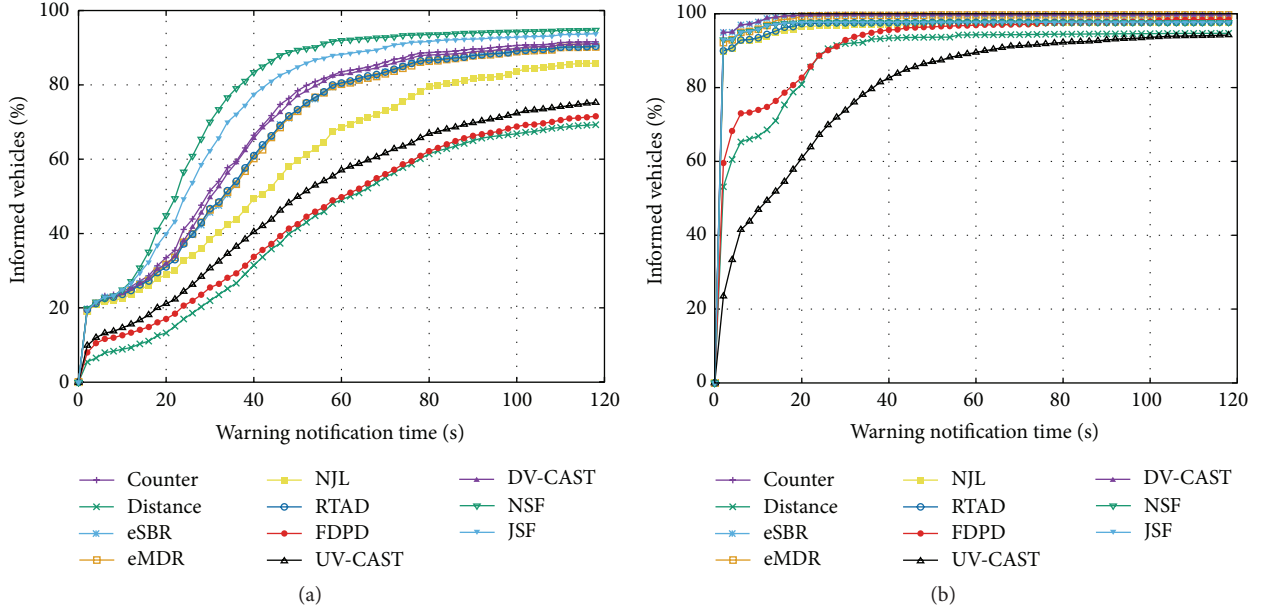 100
80
60
40
20
0
Informed vehicles (%)
0 20 40 60 80 100 120
Warning notification time (s)
Counter NJL DV-CAST
Distance RTAD NSF
eSBR FDPD JSF
eMDR UV-CAST
(a)
100
80
60
40
20
0
Informed vehicles (%)
0 20 40 60 80 100 120
Warning notification time (s)
Counter NJL DV-CAST
Distance RTAD NSF
eSBR FDPD JSF
eMDR UV-CAST
(b)